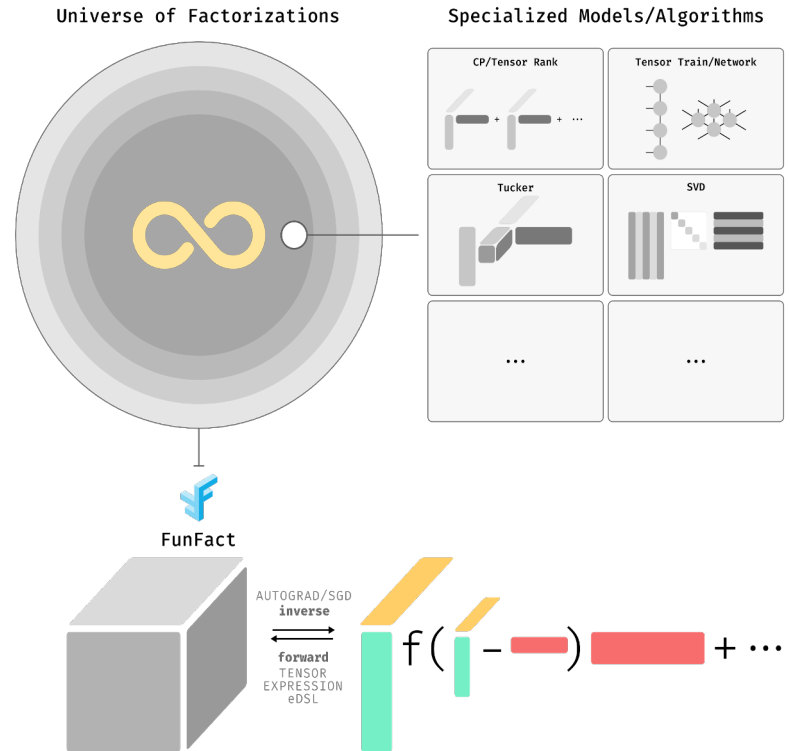 Universe of Factorizations
Specialized Models/Algorithms
CP/Tensor Rank
+ + ···
Tensor Train/Network
Tucker
SVD
···
···
FunFact
AUTOGRAD/SGD
inverse
forward
TENSOR
EXPRESSION
eDSL
f( − ) + ···